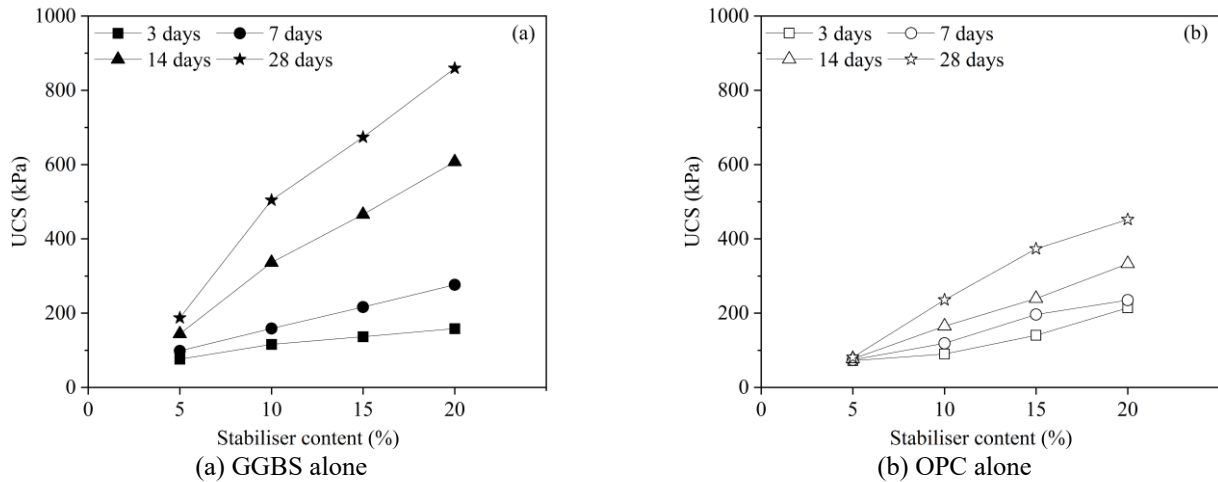 1000
800
600
400
200
0
UCS (kPa)
3 days 7 days
14 days 28 days
(a)
0 5 10 15 20
Stabiliser content (%)
(a) GGBS alone
1000
800
600
400
200
0
UCS (kPa)
3 days 7 days
14 days 28 days
(b)
0 5 10 15 20
Stabiliser content (%)
(b) OPC alone